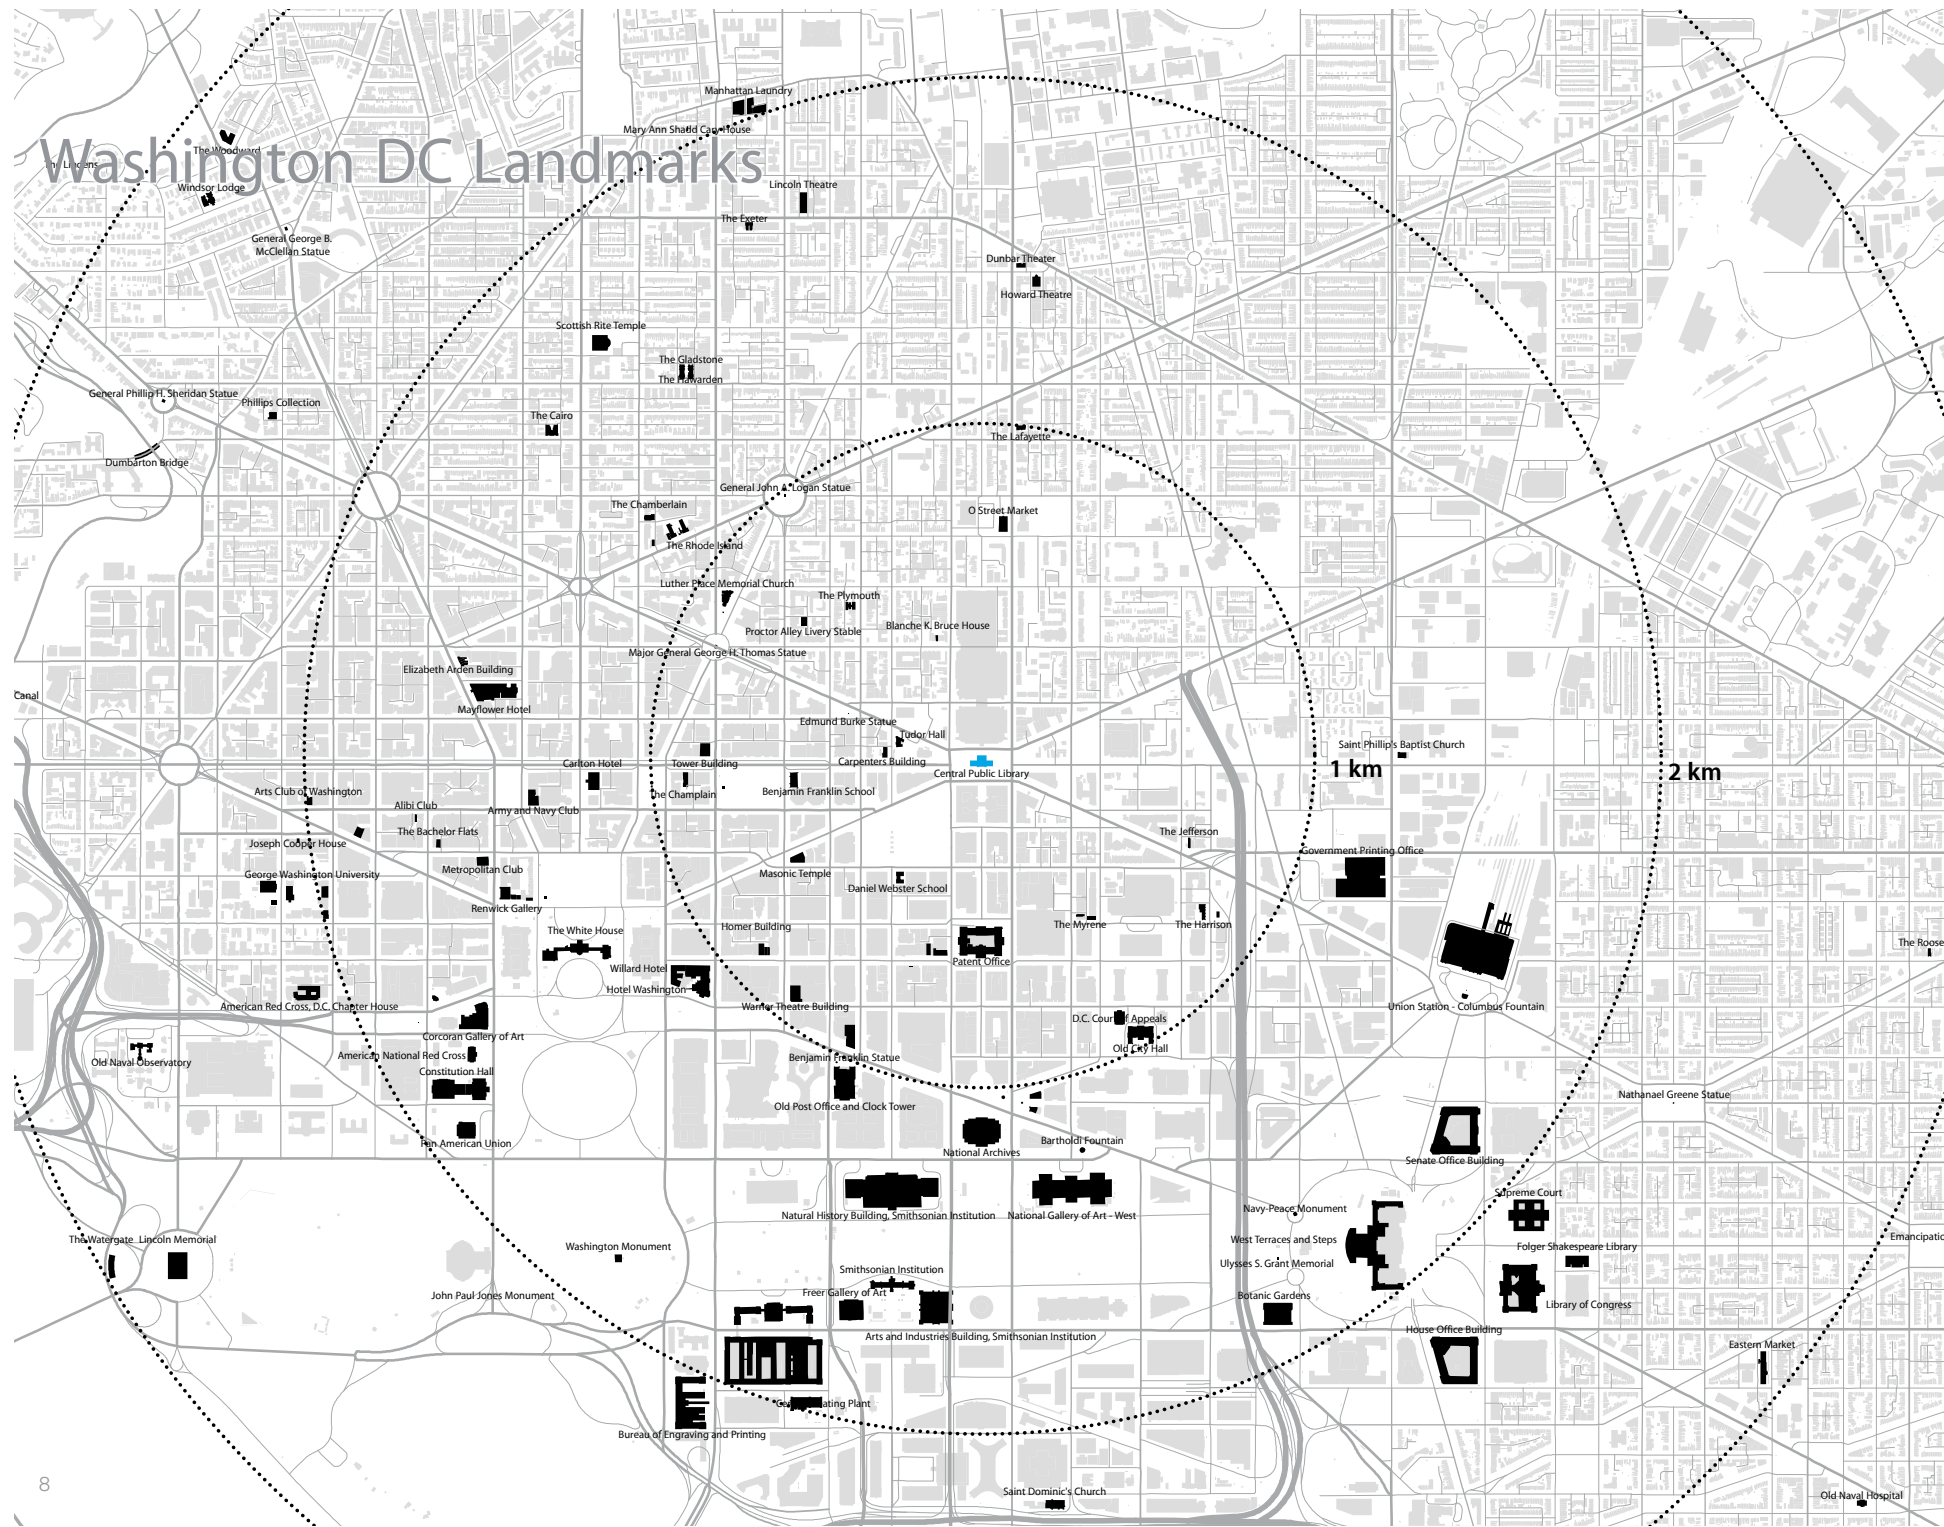 Manhattan Laundry
Mary Ann Shadd Cary House
Washington DC Landmarks
The Woodward
The Lindens
Windsor Lodge
Lincoln Theatre
The Exeter
General George B.
McClellan Statue
Dunbar Theater
Howard Theatre
Scottish Rite Temple
The Gladstone
The Hawarden
General Phillip H. Sheridan Statue
Phillips Collection
The Cairo
The Lafayette
Dumbarton Bridge
General John A. Logan Statue
The Chamberlain
O Street Market
The Rhode Island
Luther Place Memorial Church
The Plymouth
Blanche K. Bruce House
Proctor Alley Livery Stable
Major General George H. Thomas Statue
Elizabeth Arden Building
Canal
Mayflower Hotel
Edmund Burke Statue
Tudor Hall
Saint Phillip's Baptist Church
Carlton Hotel
Tower Building
Carpenters Building
Central Public Library
1 km
2 km
Arts Club of Washington
The Champlain
Benjamin Franklin School
Alibi Club
Army and Navy Club
The Bachelor Flats
The Jefferson
Joseph Cooper House
Government Printing Office
Metropolitan Club
George Washington University
Masonic Temple
Daniel Webster School
Renwick Gallery
The White House
Homer Building
The Myrene
The Harrison
The Roose
Patent Office
Willard Hotel
Hotel Washington
American Red Cross, D.C. Chapter House
Warner Theatre Building
Union Station - Columbus Fountain
D.C. Court of Appeals
Corcoran Gallery of Art
Old City Hall
American National Red Cross
Benjamin Franklin Statue
Old Naval Observatory
Constitution Hall
Nathanael Greene Statue
Old Post Office and Clock Tower
Pan American Union
Bartholdi Fountain
National Archives
Senate Office Building
Supreme Court
Navy-Peace Monument
Natural History Building, Smithsonian Institution
National Gallery of Art - West
The Watergate
Lincoln Memorial
West Terraces and Steps
Emancipatio
Washington Monument
Folger Shakespeare Library
Ulysses S. Grant Memorial
Smithsonian Institution
Freer Gallery of Art
John Paul Jones Monument
Botanic Gardens
Library of Congress
Arts and Industries Building, Smithsonian Institution
House Office Building
Eastern Market
Central Heating Plant
Bureau of Engraving and Printing
8
Saint Dominic's Church
Old Naval Hospital